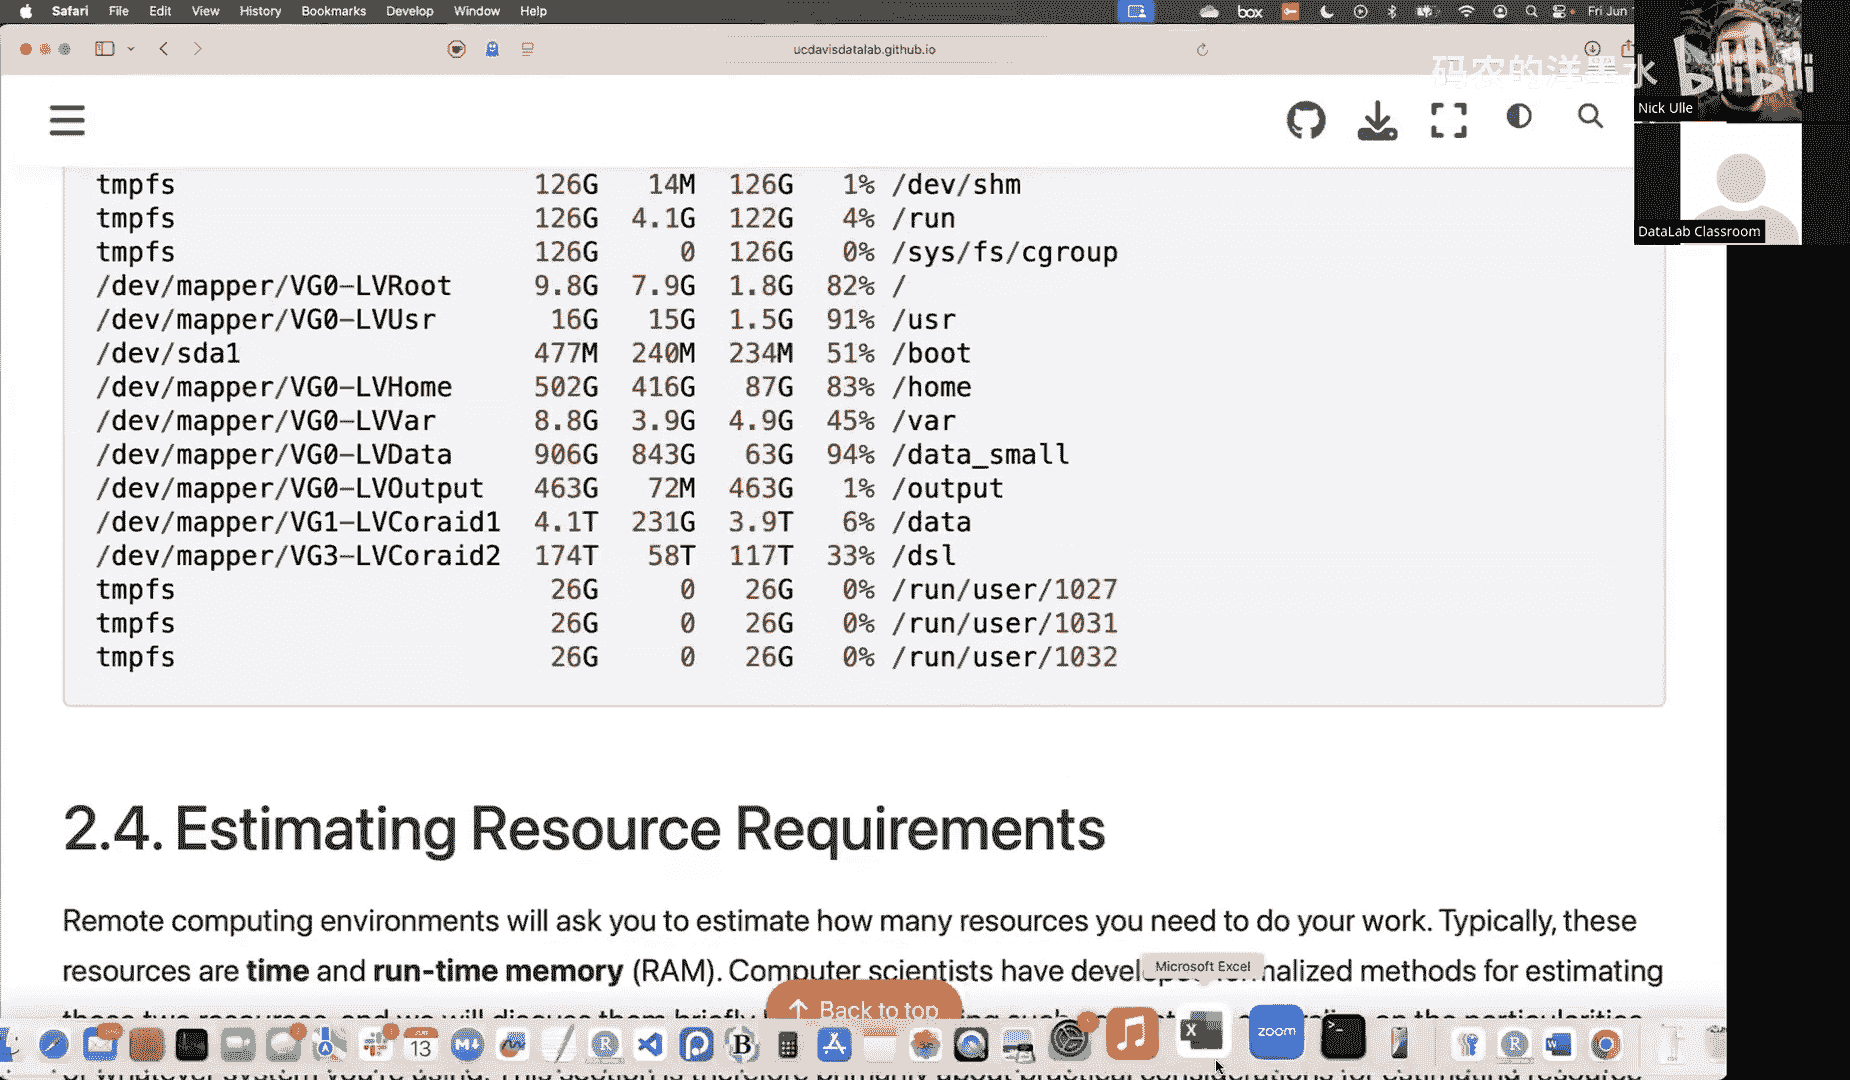 Safari File Edit View History Bookmarks Develop Window Help box Fri Jun
ucdavisdatalab.github.io
码农的洋墨水 bilibili
Nick Ulle
DataLab Classroom
tmpfs 126G 14M 126G 1% /dev/shm
tmpfs 126G 4.1G 122G 4% /run
tmpfs 126G 0 126G 0% /sys/fs/cgroup
/dev/mapper/VG0-LVRoot 9.8G 7.9G 1.8G 82% /
/dev/mapper/VG0-LVUsr 16G 15G 1.5G 91% /usr
/dev/sda1 477M 240M 234M 51% /boot
/dev/mapper/VG0-LVHome 502G 416G 87G 83% /home
/dev/mapper/VG0-LVVar 8.8G 3.9G 4.9G 45% /var
/dev/mapper/VG0-LVData 906G 843G 63G 94% /data_small
/dev/mapper/VG0-LVOutput 463G 72M 463G 1% /output
/dev/mapper/VG1-LVCoraid1 4.1T 231G 3.9T 6% /data
/dev/mapper/VG3-LVCoraid2 174T 58T 117T 33% /dsl
tmpfs 26G 0 26G 0% /run/user/1027
tmpfs 26G 0 26G 0% /run/user/1031
tmpfs 26G 0 26G 0% /run/user/1032
2.4. Estimating Resource Requirements
Remote computing environments will ask you to estimate how many resources you need to do your work. Typically, these
resources are time and run-time memory (RAM). Computer scientists have devel nalized methods for estimating
Microsoft Excel
Back to top
13
zoom